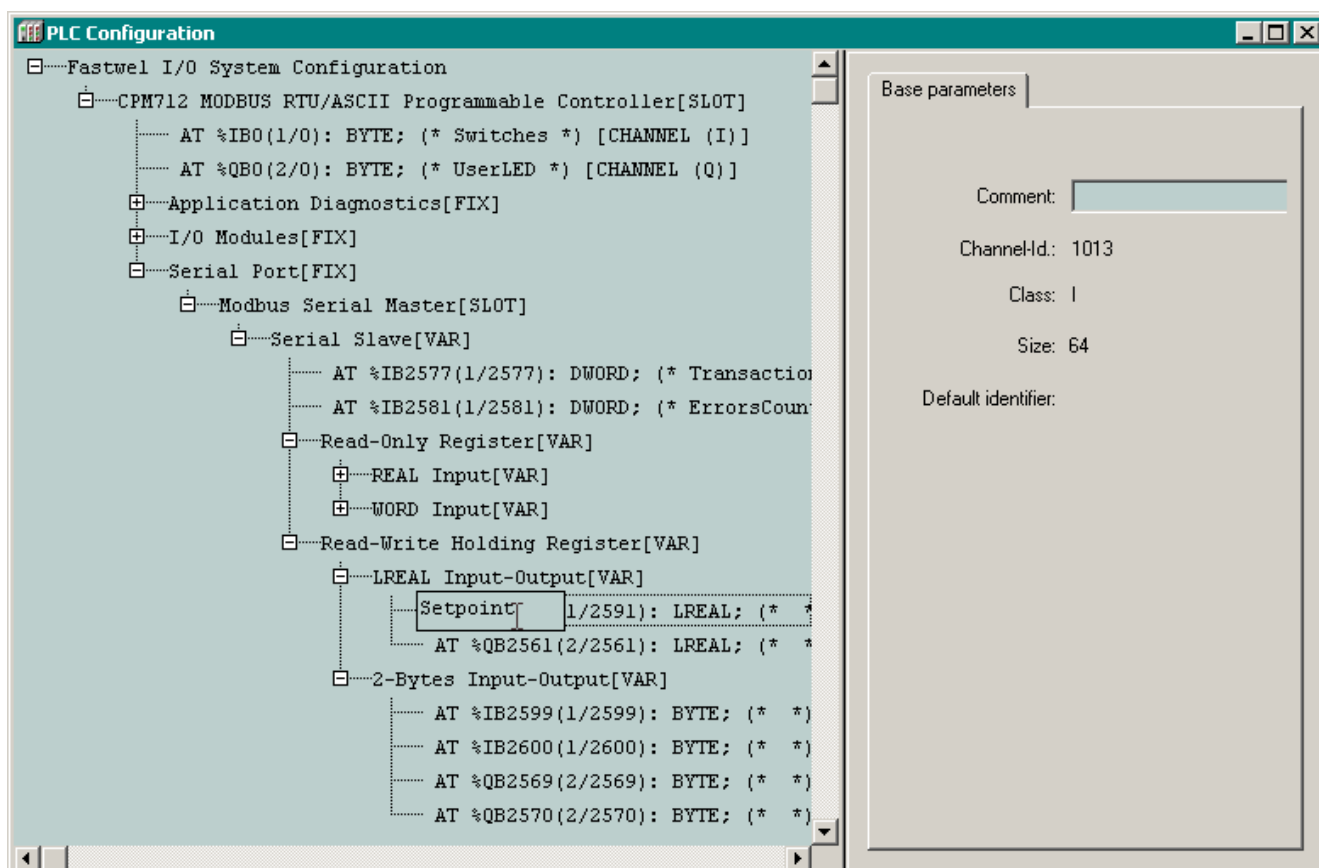 PLC Configuration
Fastwel I/O System Configuration
CPM712 MODBUS RTU/ASCII Programmable Controller[SLOT]
AT %IB0(1/0): BYTE; (* Switches *) [CHANNEL (I)]
AT %QB0(2/0): BYTE; (* UserLED *) [CHANNEL (Q)]
Application Diagnostics[FIX]
I/O Modules[FIX]
Serial Port[FIX]
Modbus Serial Master[SLOT]
Serial Slave[VAR]
AT %IB2577(1/2577): DWORD; (* Transaction
AT %IB2581(1/2581): DWORD; (* ErrorsCoun
Read-Only Register[VAR]
REAL Input[VAR]
WORD Input[VAR]
Read-Write Holding Register[VAR]
LREAL Input-Output[VAR]
Setpoint 1/2591): LREAL; (* *
AT %QB2561(2/2561): LREAL; (* *
2-Bytes Input-Output[VAR]
AT %IB2599(1/2599): BYTE; (* *)
AT %IB2600(1/2600): BYTE; (* *)
AT %QB2569(2/2569): BYTE; (* *)
AT %QB2570(2/2570): BYTE; (* *)
Base parameters
Comment:
Channel-Id.: 1013
Class: I
Size: 64
Default identifier: